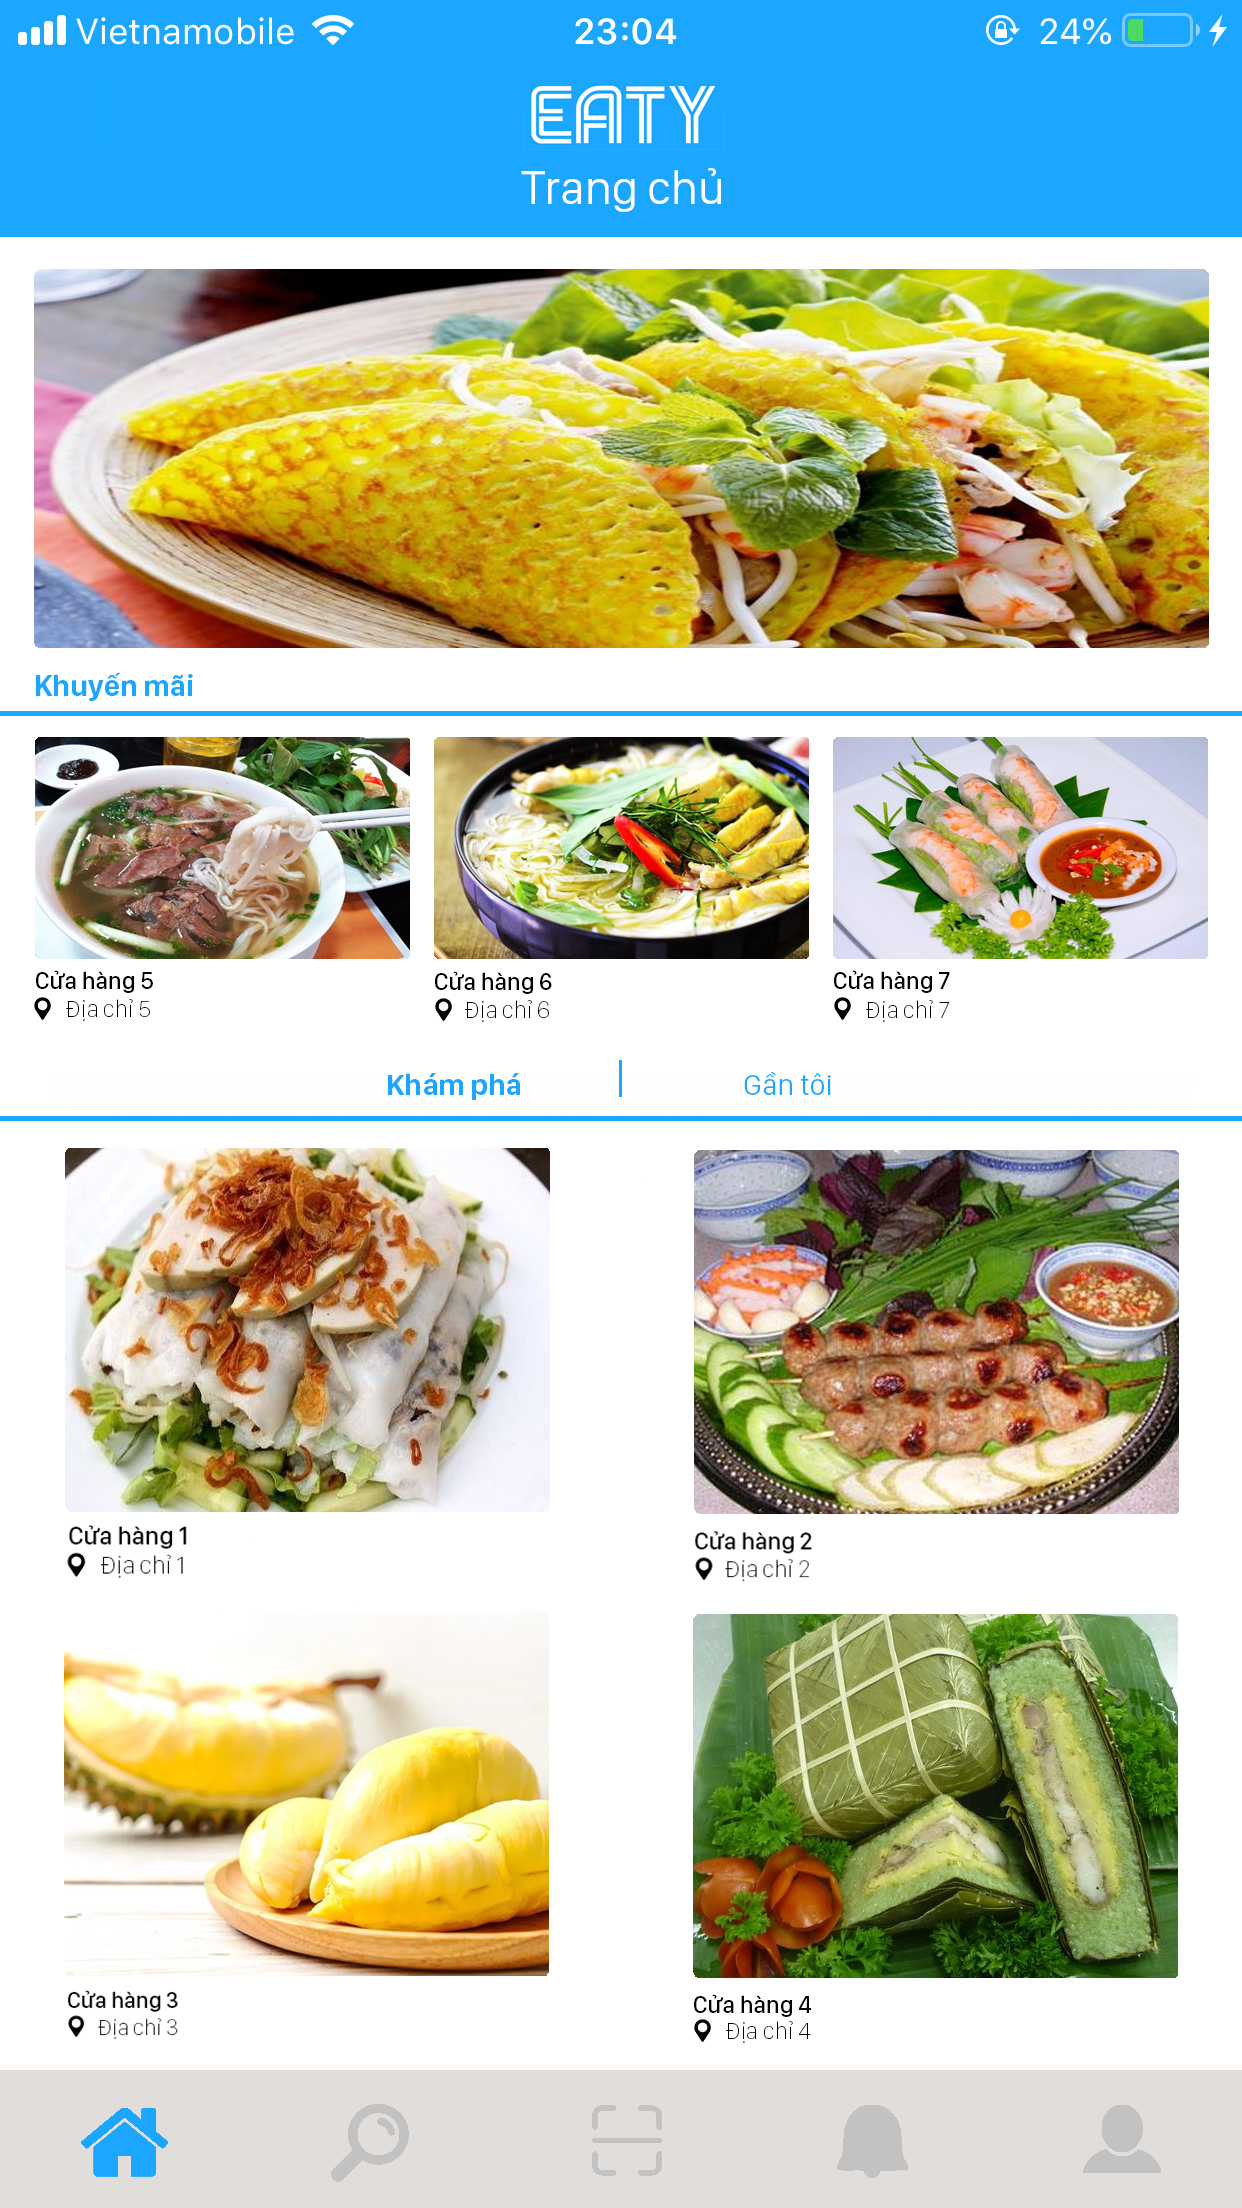 Vietnamobile 23:04 24%
EATY
Trang chủ
Khuyến mãi
Cửa hàng 5
Địa chỉ 5
Cửa hàng 6
Địa chỉ 6
Cửa hàng 7
Địa chỉ 7
Khám phá | Gần tôi
Cửa hàng 1
Địa chỉ 1
Cửa hàng 2
Địa chỉ 2
Cửa hàng 3
Địa chỉ 3
Cửa hàng 4
Địa chỉ 4